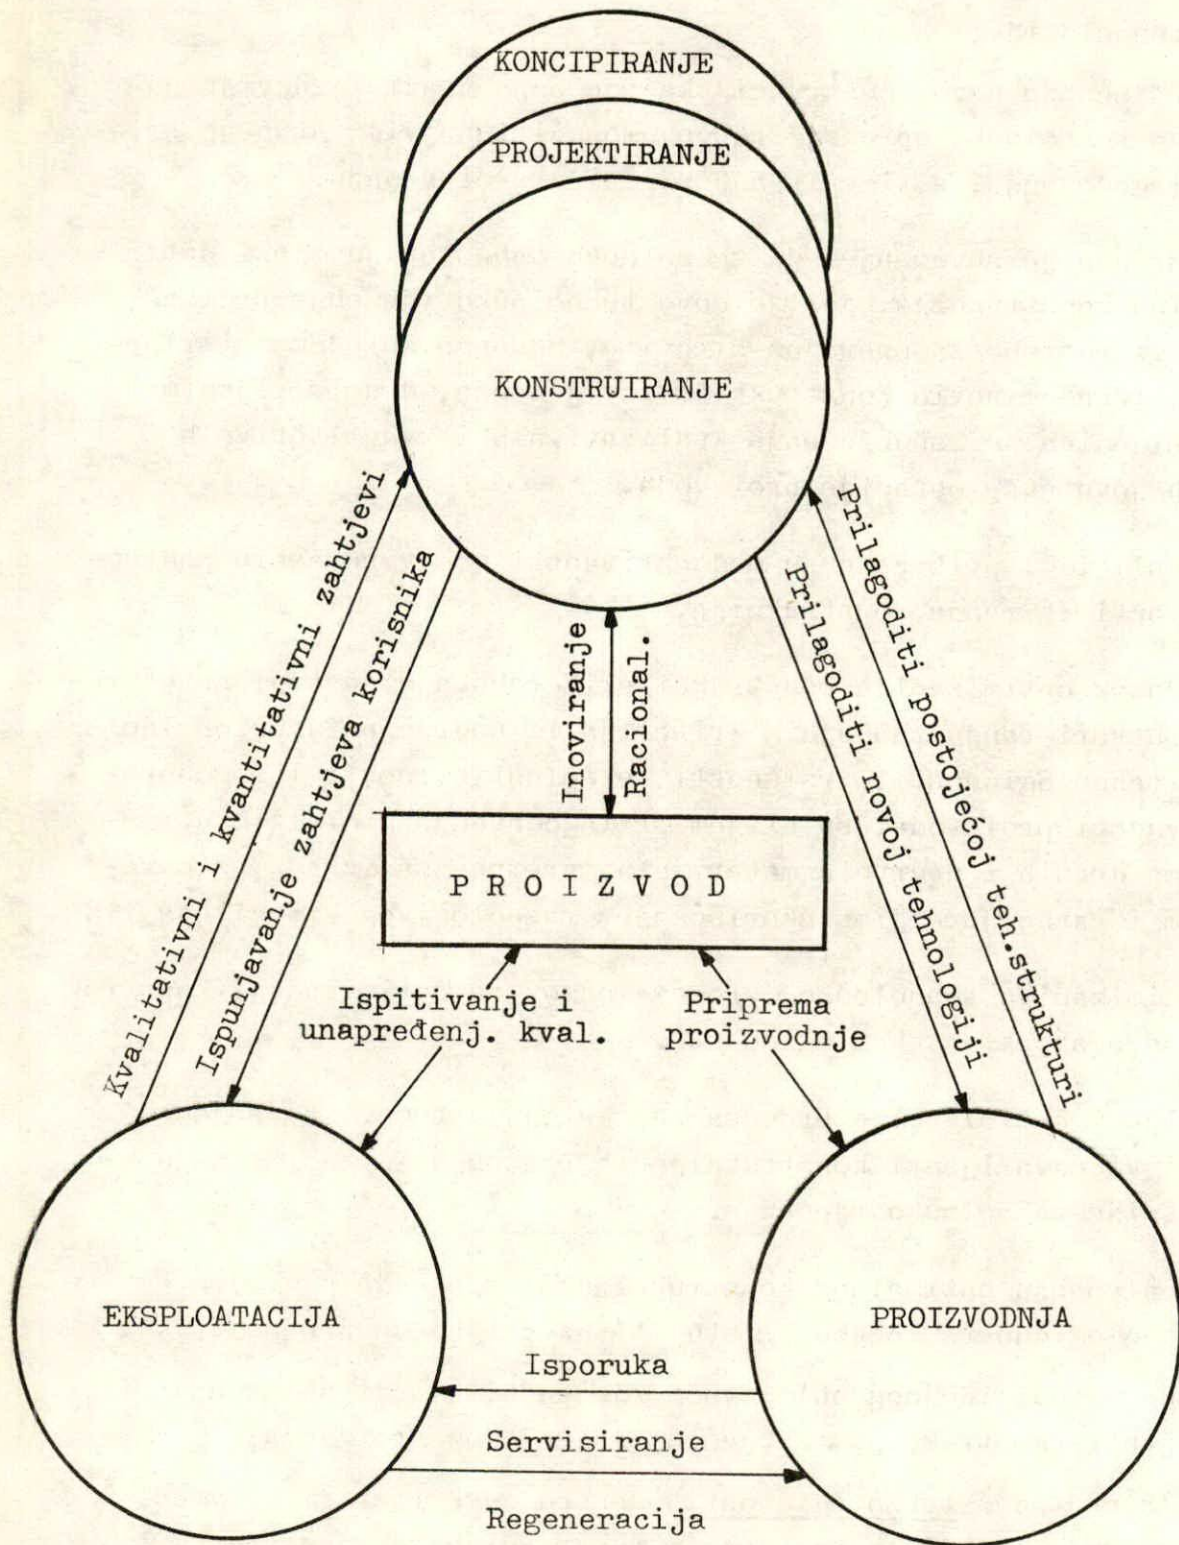 KONCIPIRANJE
PROJEKTIRANJE
KONSTRUIRANJE
Kvalitativni i kvantitativni zahtjevi
Ispunjavanje zahtjeva korisnika
Inoviranje
Racional.
Prilagoditi novoj tehnologiji
Prilagoditi postojećoj teh.strukturi
PROIZVOD
Ispitivanje i
unapređenj. kval.
Priprema
proizvodnje
EKSPLOATACIJA
PROIZVODNJA
Isporuka
Servisiranje
Regeneracija